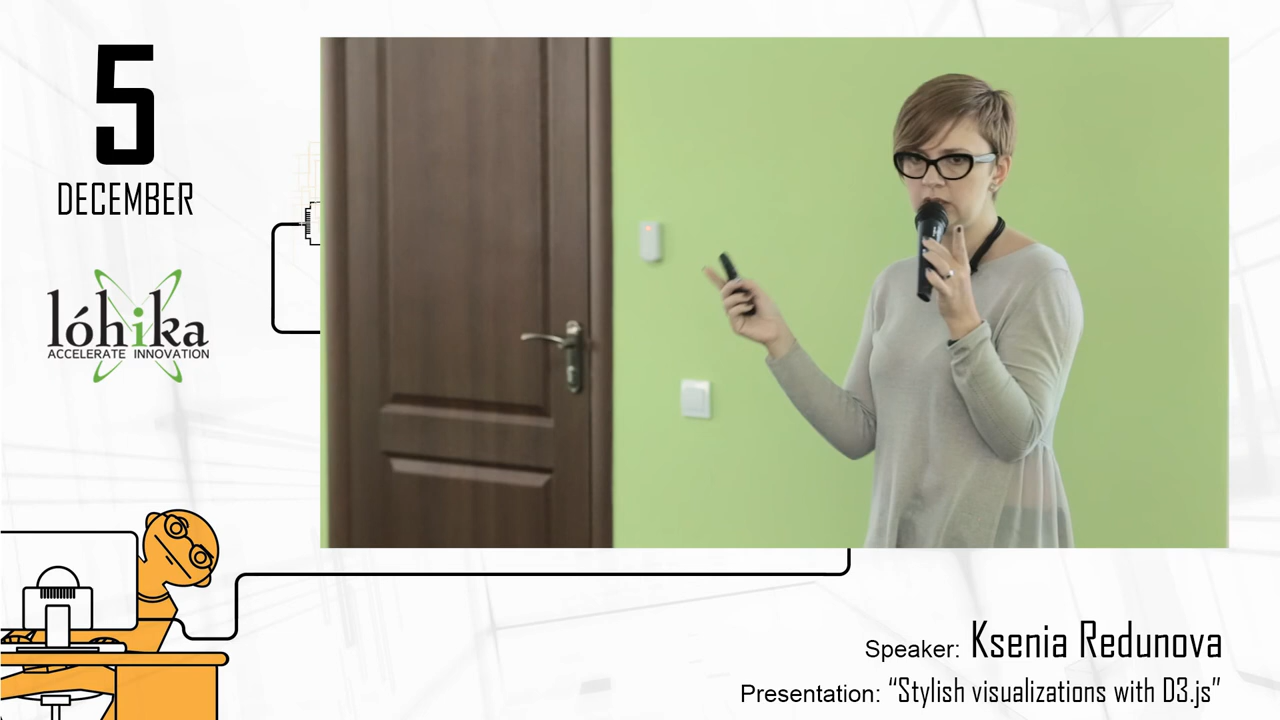 5
DECEMBER
lóhika
ACCELERATE INNOVATION
Speaker: Ksenia Redunova
Presentation: “Stylish visualizations with D3.js”